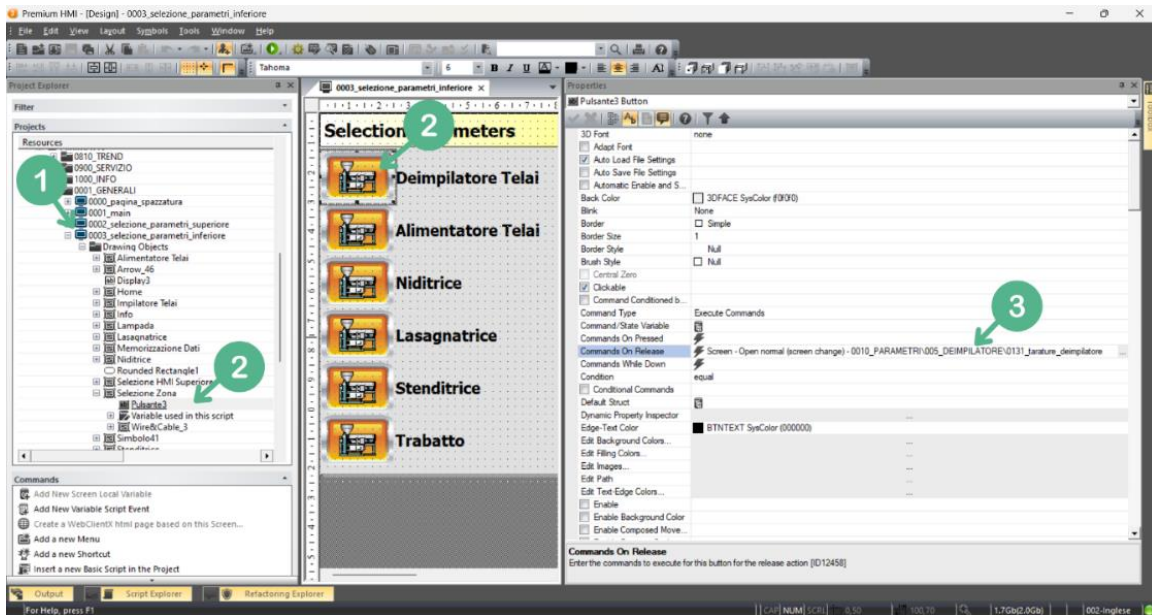 Premium HMI - [Design] - 0003_selezione_parametri_inferiore
File Edit View Layout Symbols Tools Window Help
Tahoma 6 B I U
Project Explorer
Filter
Projects
Resources
0810_TREND
0900_SERVIZIO
1000_INFO
0001_GENERALI
0000_pagina_spazzatura
0001_main
0002_selezione_parametri_superiore
0003_selezione_parametri_inferiore
Drawing Objects
Alimentatore Telai
Arrow_46
Display3
Home
Impilatore Telai
Info
Lampada
Lasagnatrice
Memorizzazione Dati
Niditrice
Rounded Rectangle1
Selezione HMI Superiore
Selezione Zona
Pulsante3
Variable used in this script
Wire&Cable_3
Simbolo41
Stenditrice
1
2
Commands
Add New Screen Local Variable
Add New Variable Script Event
Create a WebClientX html page based on this Screen...
Add a new Menu
Add a new Shortcut
Insert a new Basic Script in the Project
0003_selezione_parametri_inferiore
Selection meters
2
Deimpilatore Telai
Alimentatore Telai
Niditrice
Lasagnatrice
Stenditrice
Trabatto
Properties
Pulsante3 Button
3D Font none
Adapt Font
Auto Load File Settings
Auto Save File Settings
Automatic Enable and S...
Back Color 3DFACE SysColor (f0f0f0)
Blink None
Border Simple
Border Size 1
Border Style Null
Brush Style Null
Central Zero
Clickable
Command Conditioned b...
Command Type Execute Commands
Command/State Variable
Commands On Pressed
3
Commands On Release Screen - Open normal (screen change) - 0010_PARAMETRI\005_DEIMPILATORE\0131_tarature_deimpilatore ...
Commands While Down
Condition equal
Conditional Commands
Default Struct
Dynamic Property Inspector ...
Edge-Text Color BTNTEXT SysColor (000000)
Edit Background Colors... ...
Edit Filling Colors... ...
Edit Images... ...
Edit Path ...
Edit Text-Edge Colors... ...
Enable
Enable Background Color
Enable Composed Move...
Commands On Release
Enter the commands to execute for this button for the release action [ID12458]
Output Script Explorer Refactoring Explorer
For Help, press F1 CAP NUM SCRL 0,50 100,70 1.7Gb(2.0Gb) 002-Inglese